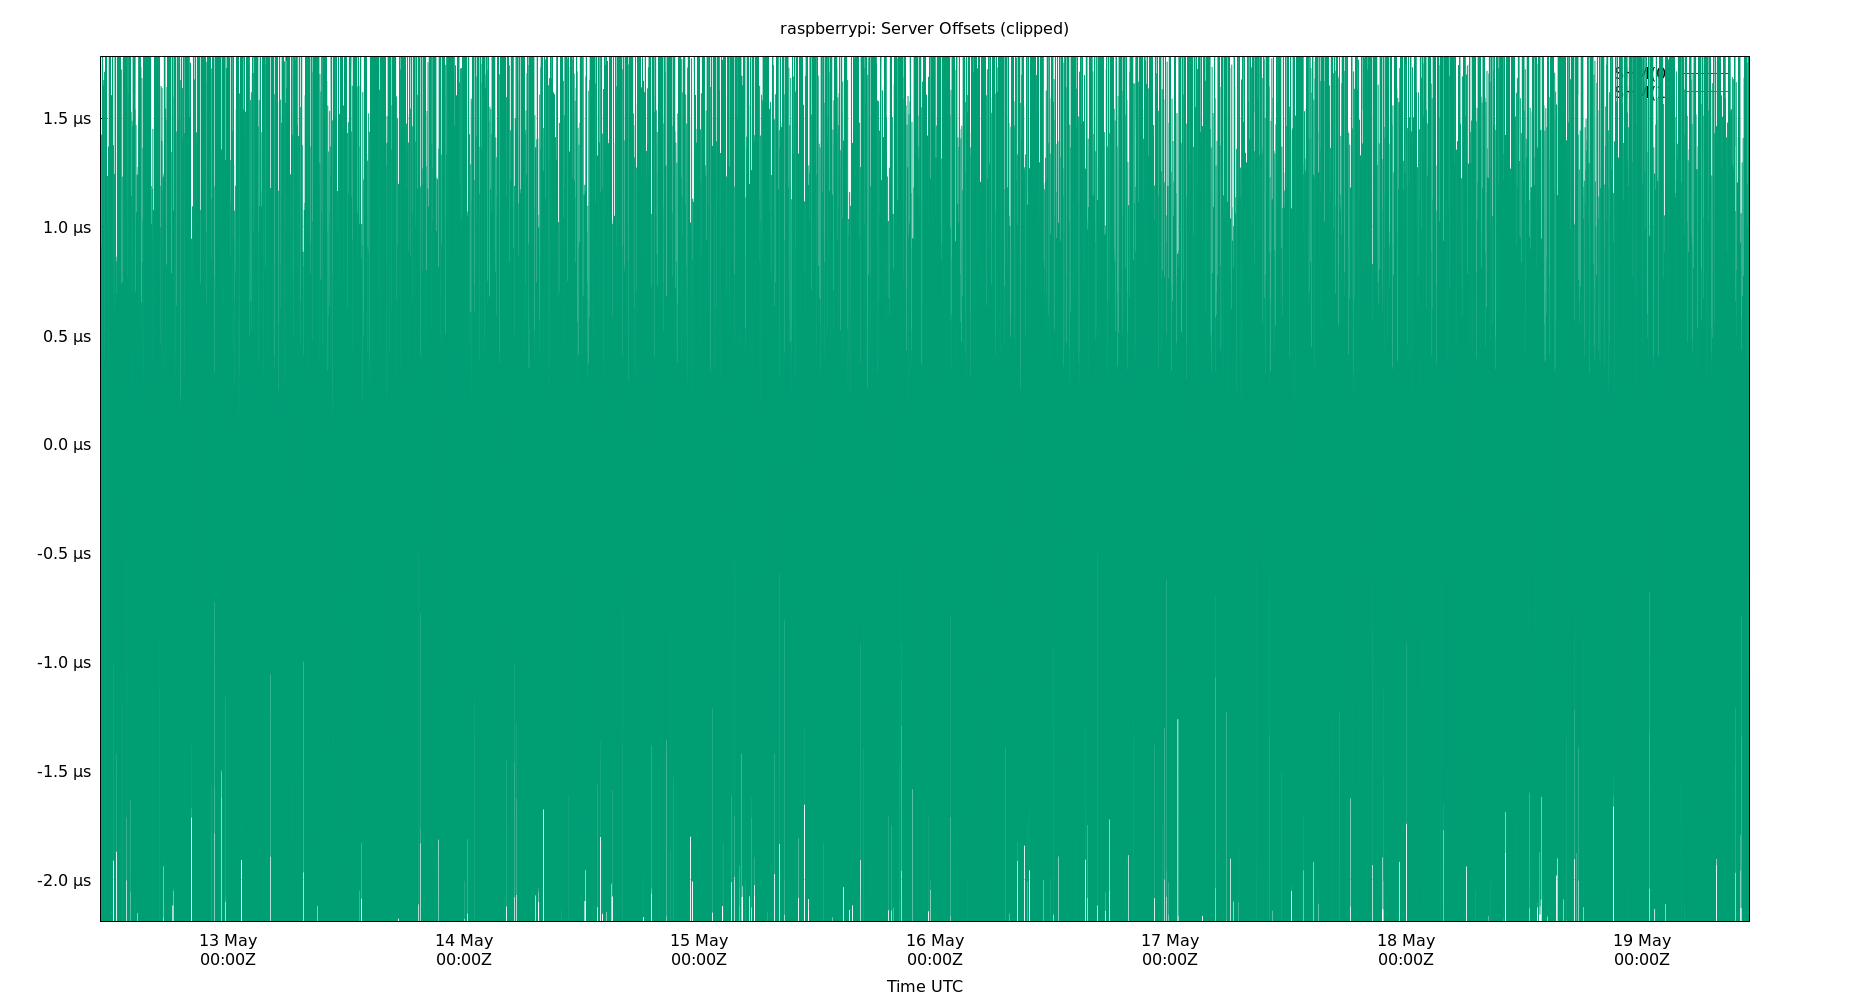 raspberrypi: Server Offsets (clipped)
1.5 µs
1.0 µs
0.5 µs
0.0 µs
-0.5 µs
-1.0 µs
-1.5 µs
-2.0 µs
13 May
00:00Z
14 May
00:00Z
15 May
00:00Z
16 May
00:00Z
17 May
00:00Z
18 May
00:00Z
19 May
00:00Z
Time UTC